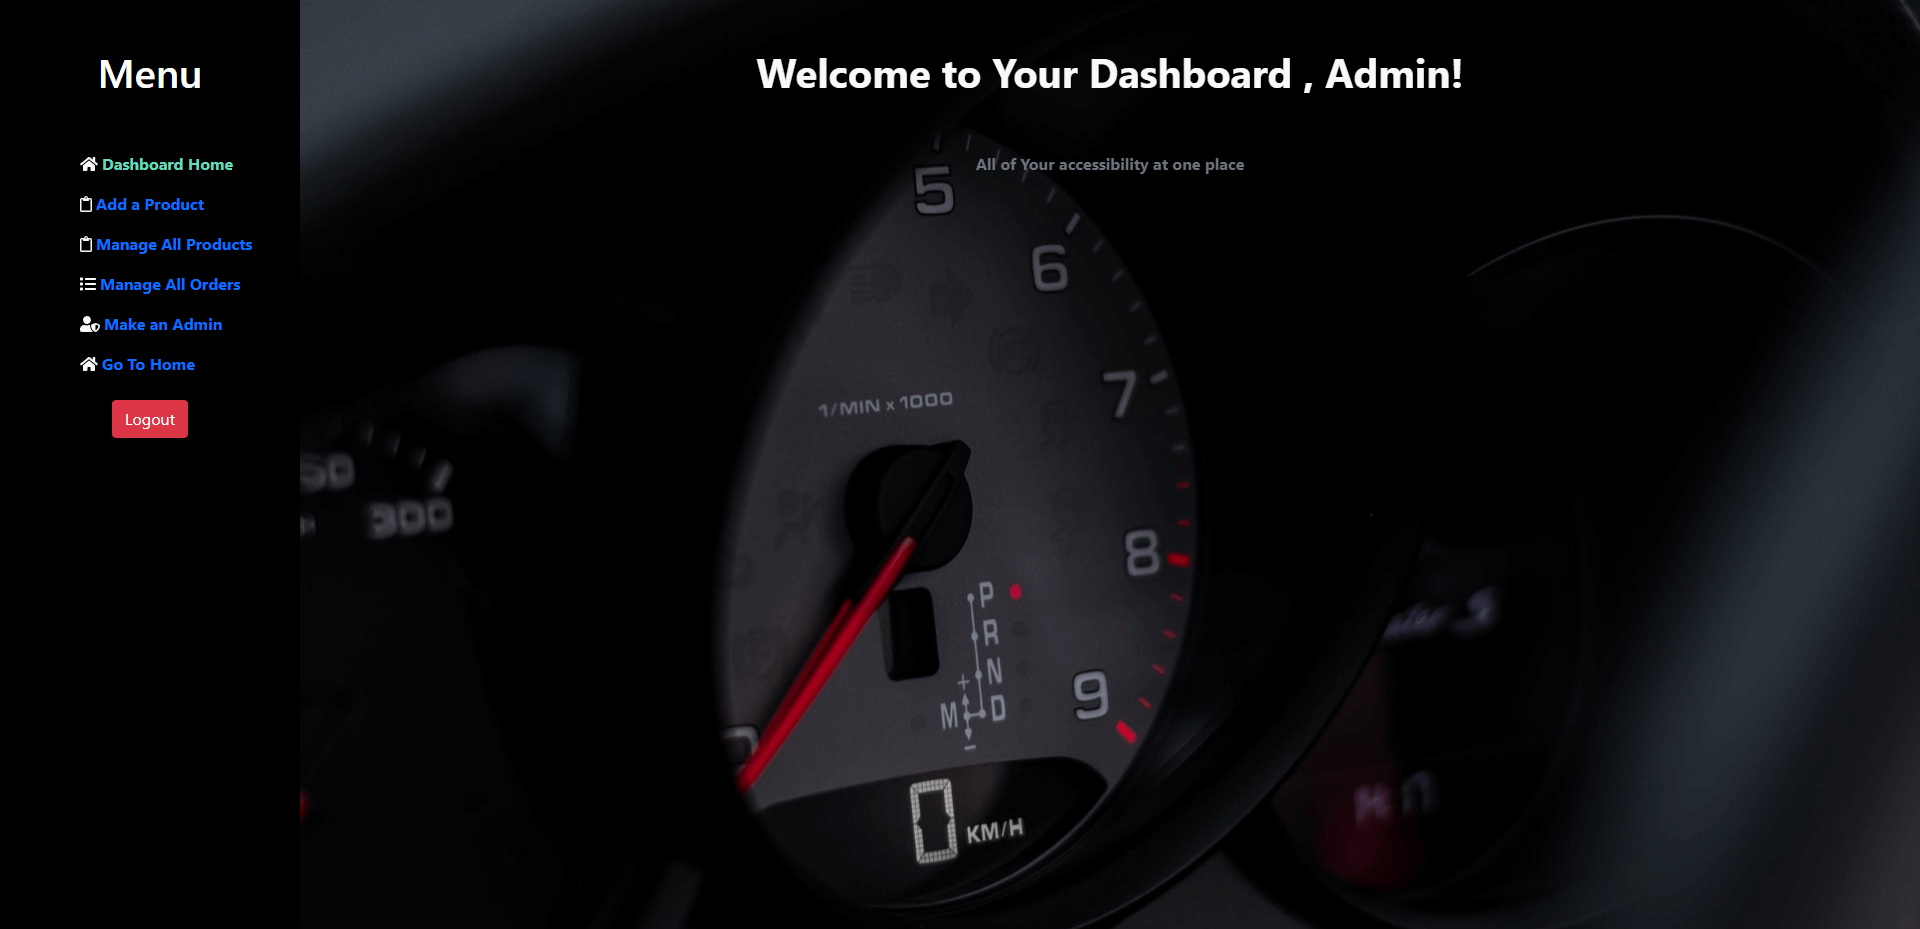 Menu
Welcome to Your Dashboard , Admin!
Dashboard Home
All of Your accessibility at one place
Add a Product
Manage All Products
Manage All Orders
Make an Admin
Go To Home
Logout
5
6
7
8
9
1/MIN x 1000
300
P
R
N
+
M D
−
0 KM/H